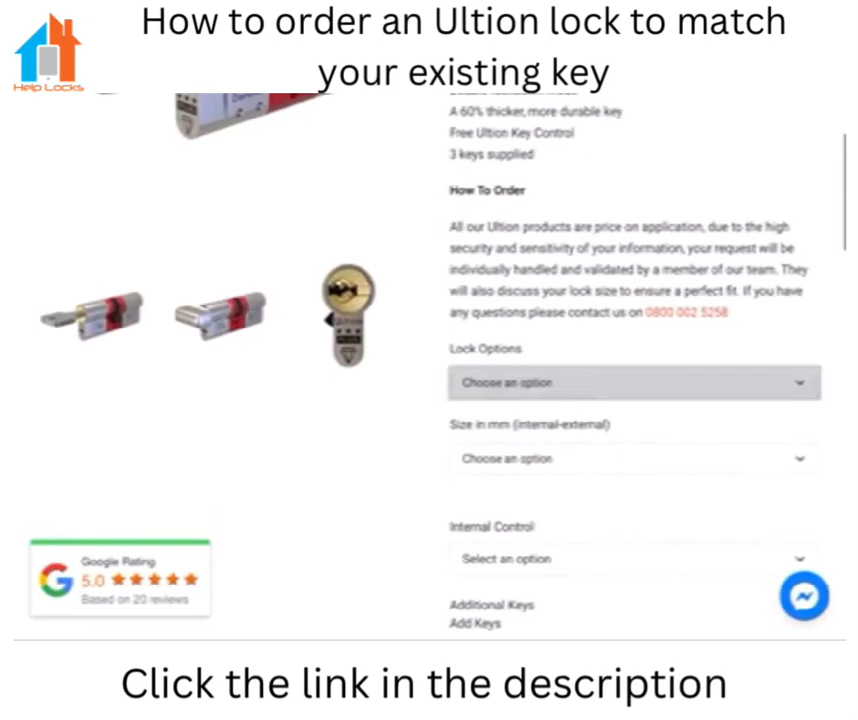 How to order an Ultion lock to match
your existing key
Help Locks
A 60% thicker, more durable key
Free Ultion Key Control
3 keys supplied
How To Order
All our Ultion products are price on application, due to the high
security and sensitivity of your information, your request will be
individually handled and validated by a member of our team. They
will also discuss your lock size to ensure a perfect fit. If you have
any questions please contact us on 0800 002 5258
Lock Options
Choose an option
Size in mm (internal-external)
Choose an option
Internal Control
Select an option
Additional Keys
Add Keys
Google Rating
5.0
Based on 20 reviews
Click the link in the description